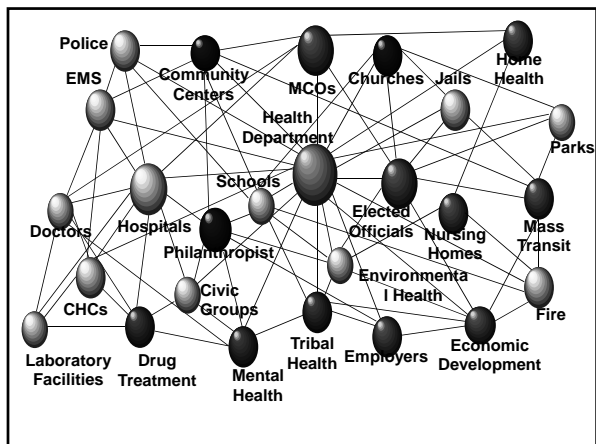 Police
Community
Centers
MCOs
Churches
Jails
Home
Health
EMS
Health
Department
Parks
Schools
Doctors
Hospitals
Philanthropist
Elected
Officials
Nursing
Homes
Mass
Transit
CHCs
Civic
Groups
Environmenta
l Health
Fire
Laboratory
Facilities
Drug
Treatment
Mental
Health
Tribal
Health
Employers
Economic
Development